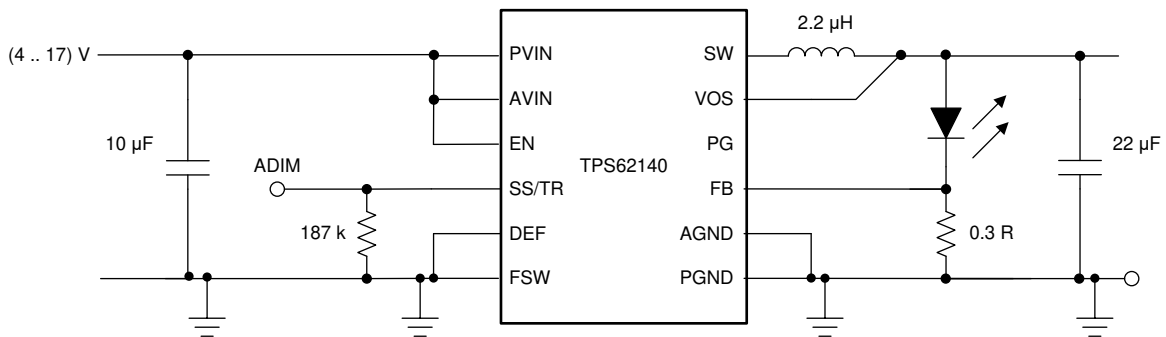 2.2 µH
(4 .. 17) V
PVIN
SW
AVIN
VOS
10 µF
EN
PG
22 µF
TPS62140
ADIM
SS/TR
FB
187 k
DEF
AGND
0.3 R
FSW
PGND